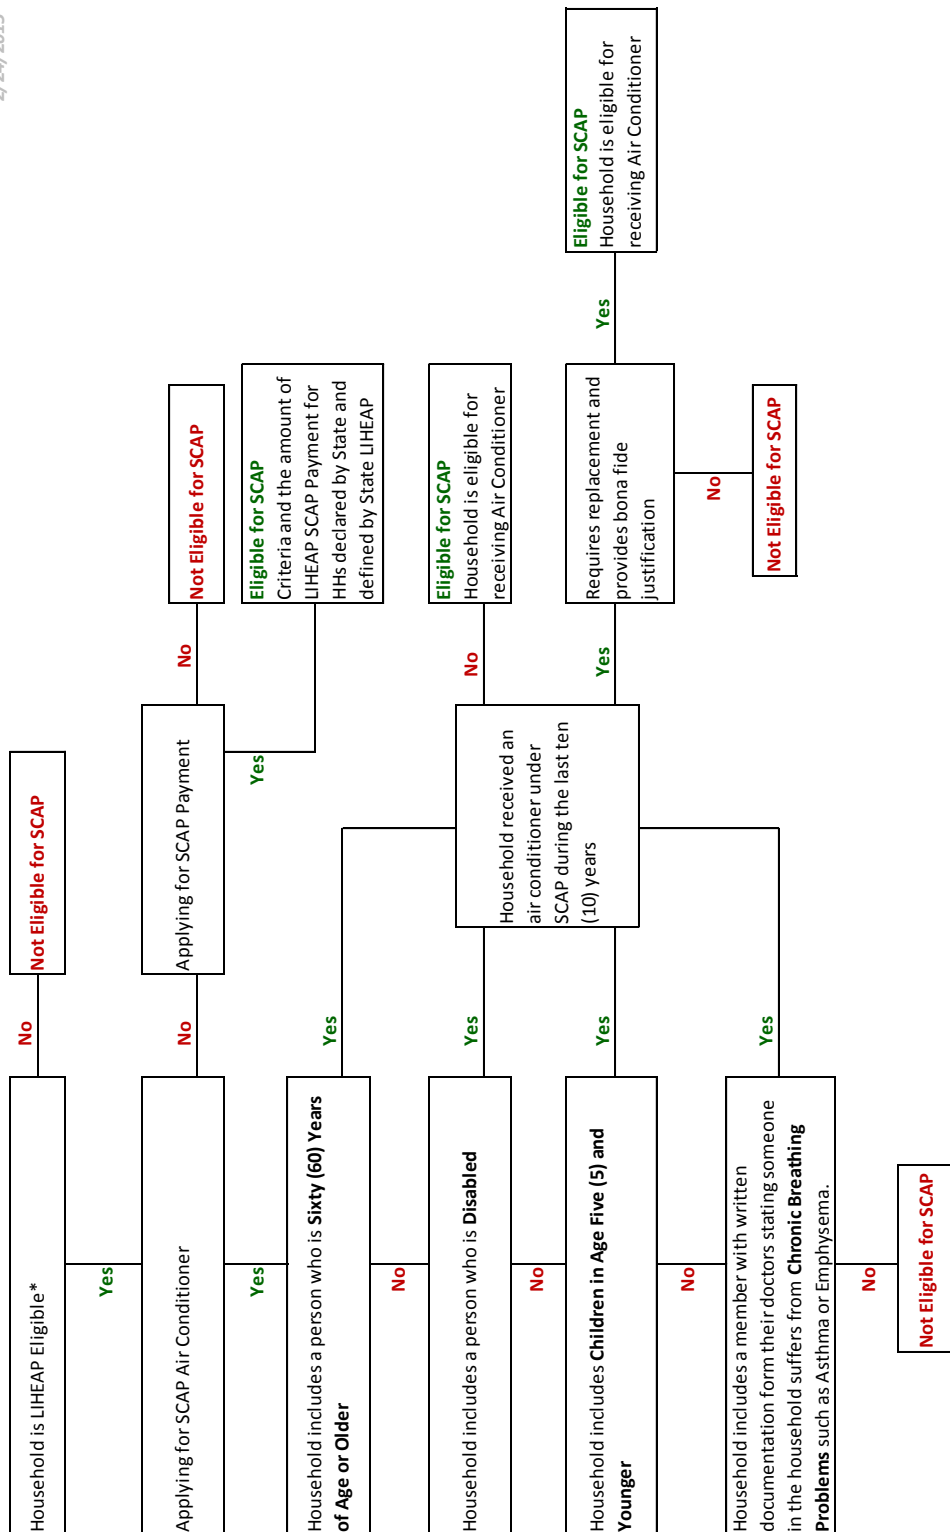 2/24/2015
Household is LIHEAP Eligible*
No
Not Eligible for SCAP
Yes
Applying for SCAP Air Conditioner
No
Applying for SCAP Payment
No
Not Eligible for SCAP
Yes
Eligible for SCAP
Criteria and the amount of
LIHEAP SCAP Payment for
HHs declared by State and
defined by State LIHEAP
Yes
Household includes a person who is Sixty (60) Years
of Age or Older
Yes
No
Household includes a person who is Disabled
Yes
No
Household includes Children in Age Five (5) and
Younger
Yes
No
Household includes a member with written
documentation form their doctors stating someone
in the household suffers from Chronic Breathing
Problems such as Asthma or Emphysema.
Yes
No
Not Eligible for SCAP
Household received an
air conditioner under
SCAP during the last ten
(10) years
No
Eligible for SCAP
Household is eligible for
receiving Air Conditioner
Yes
Requires replacement and
provides bona fide
justification
Yes
Eligible for SCAP
Household is eligible for
receiving Air Conditioner
No
Not Eligible for SCAP